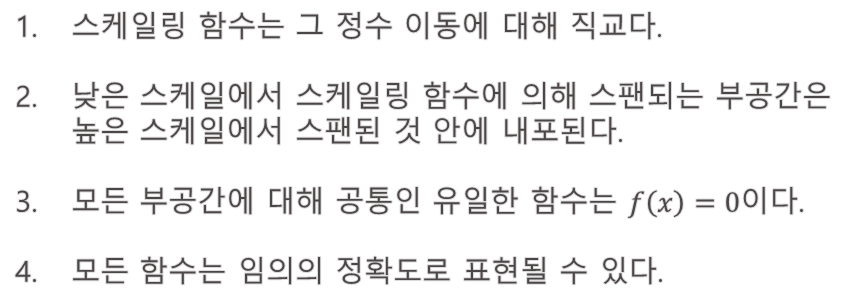 1. 스케일링 함수는 그 정수 이동에 대해 직교다.
2. 낮은 스케일에서 스케일링 함수에 의해 스팬되는 부공간은
높은 스케일에서 스팬된 것 안에 내포된다.
3. 모든 부공간에 대해 공통인 유일한 함수는 f(x) = 0이다.
4. 모든 함수는 임의의 정확도로 표현될 수 있다.